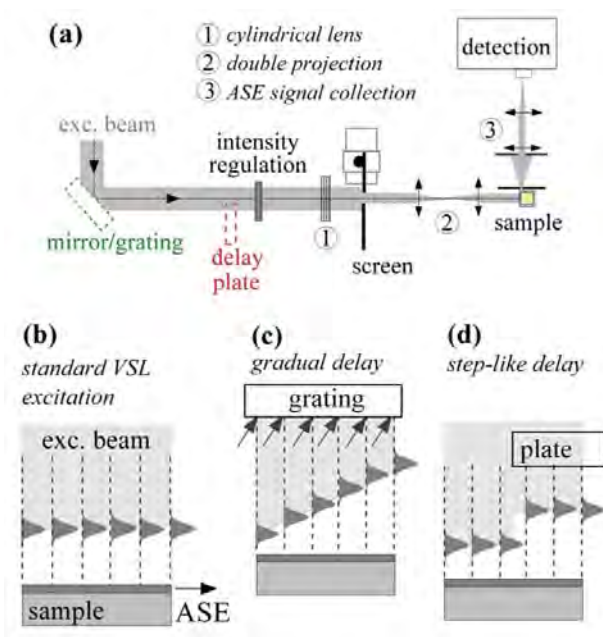 (a)
① cylindrical lens
② double projection
③ ASE signal collection
detection
exc. beam
intensity
regulation
③
mirror/grating
delay
plate
①
screen
②
sample
(b)
standard VSL
excitation
exc. beam
sample
ASE
(c)
gradual delay
grating
(d)
step-like delay
plate